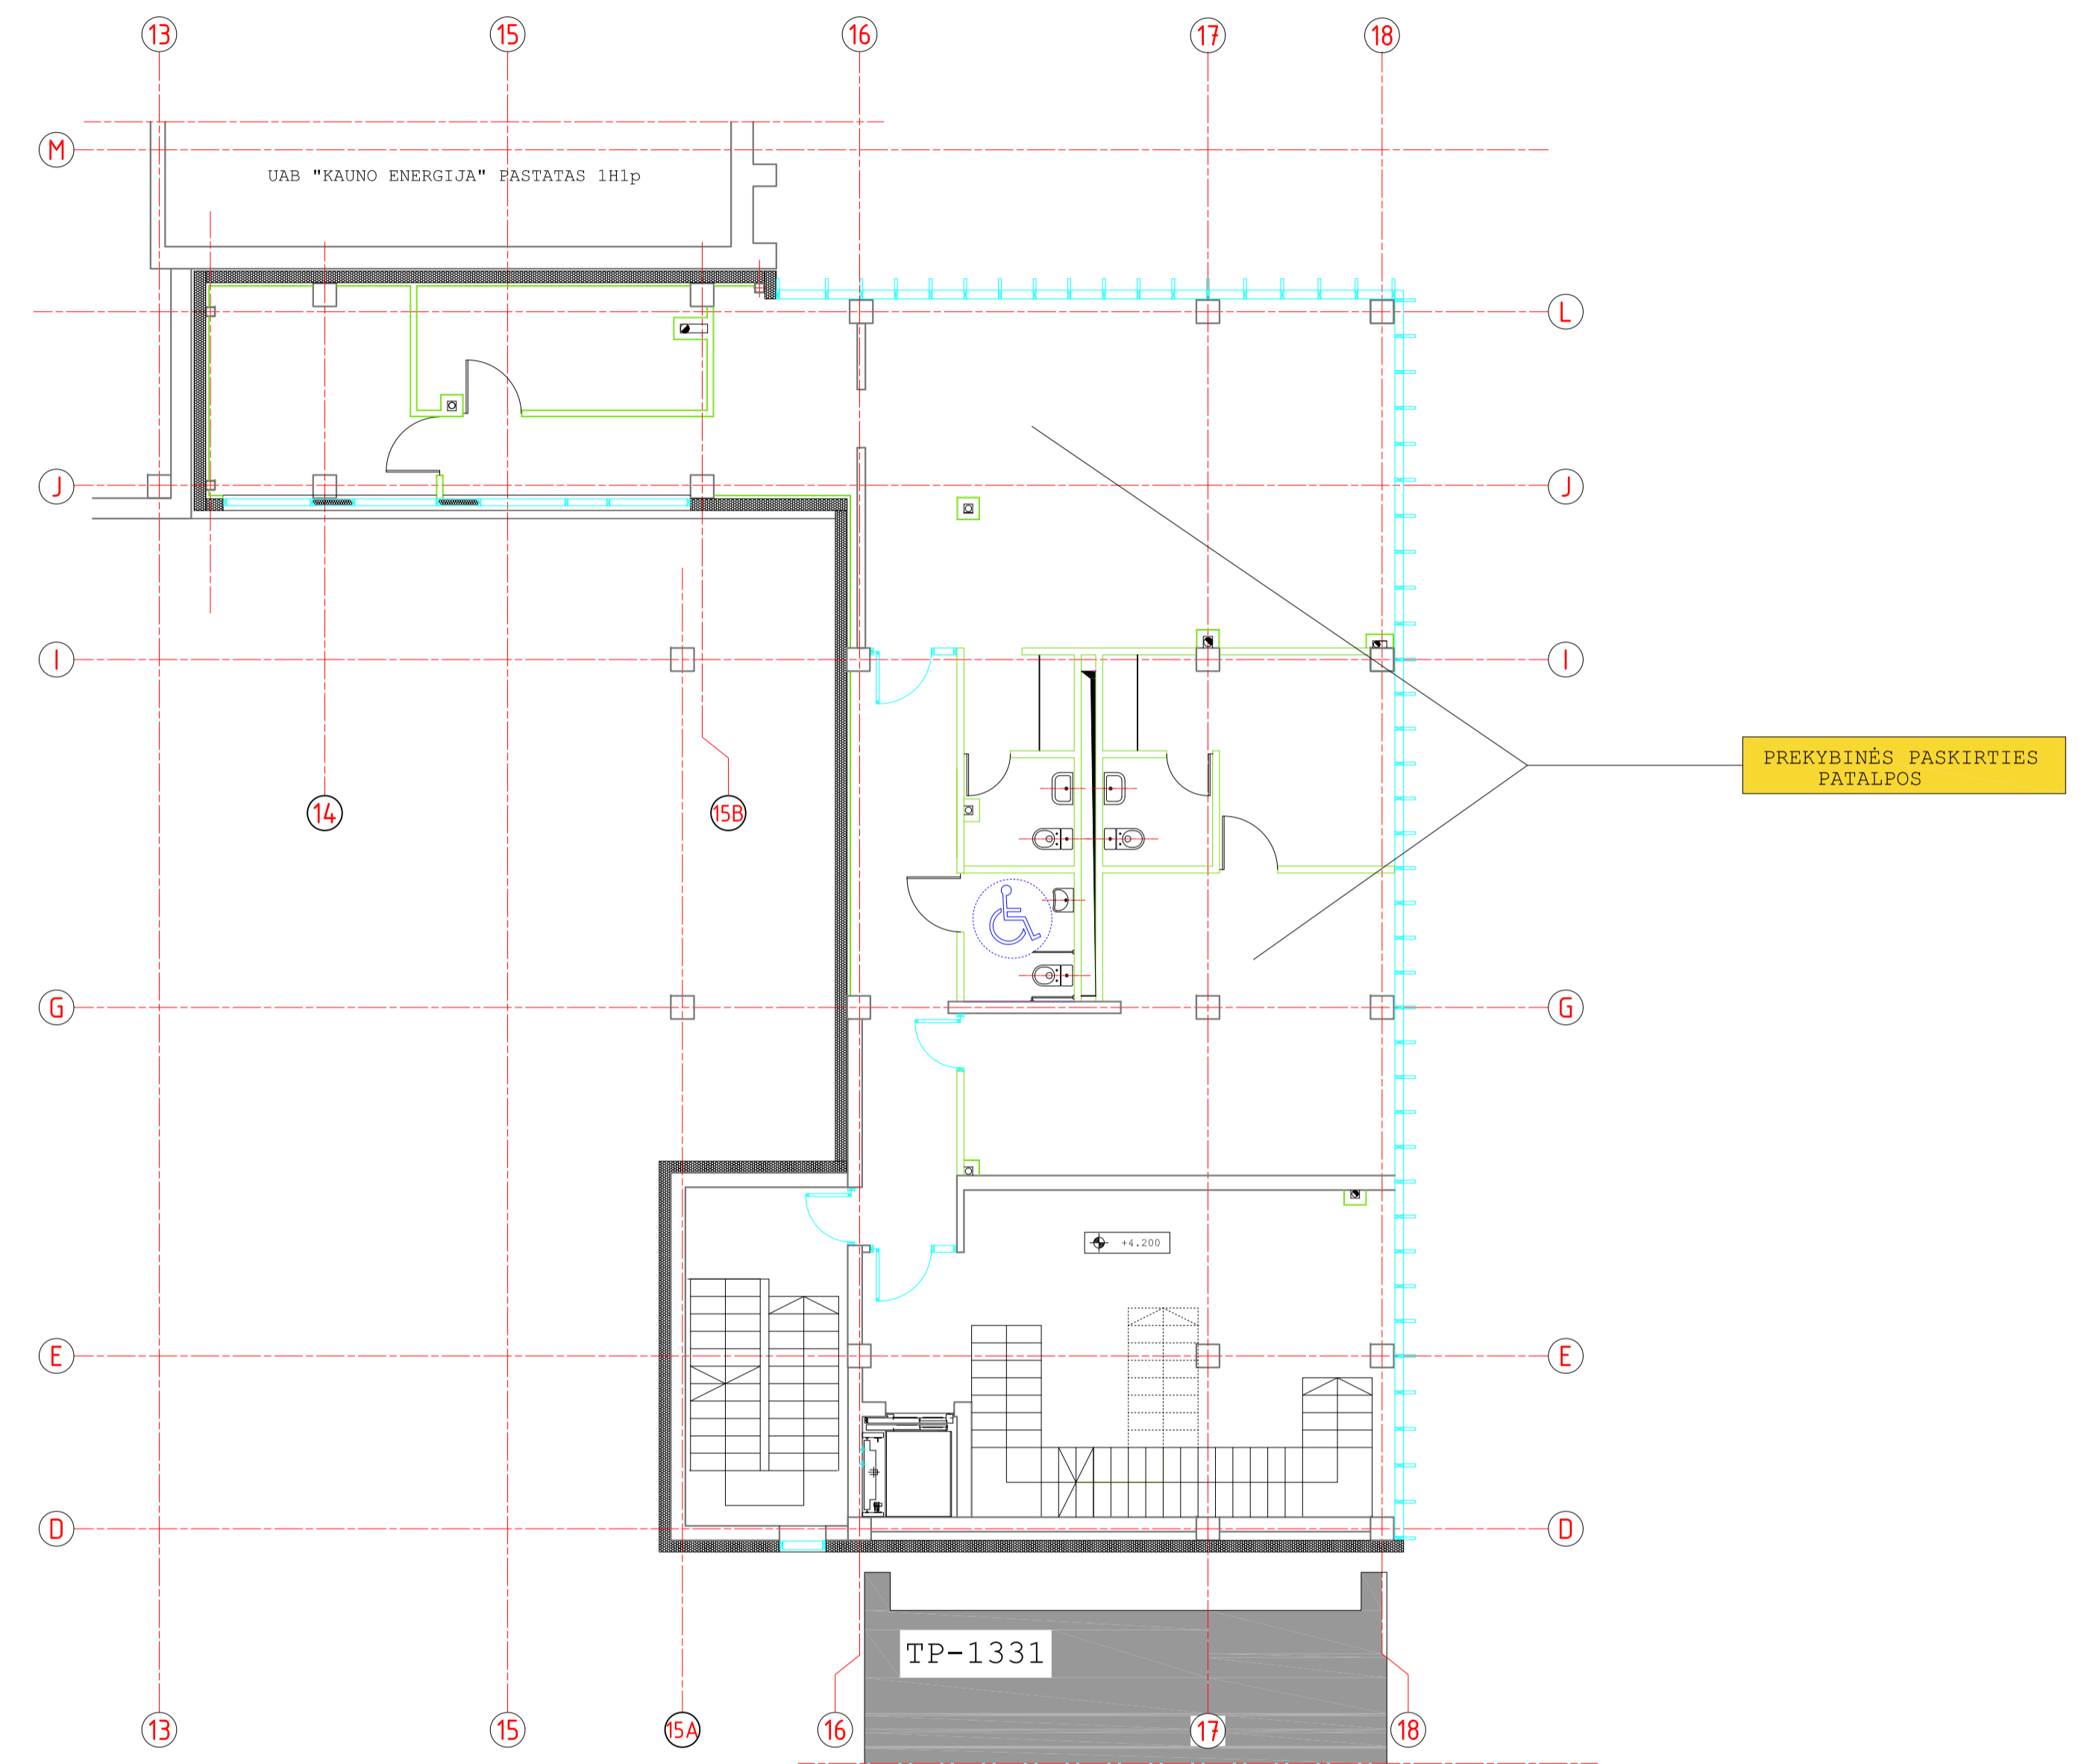 13 15 16 17 18
M
UAB "KAUNO ENERGIJA" PASTATAS 1H1p
L
J J
I I
PREKYBINĖS PASKIRTIES
PATALPOS
14 15B
G G
+4.200
E E
D D
TP-1331
13 15 15A 16 17 18